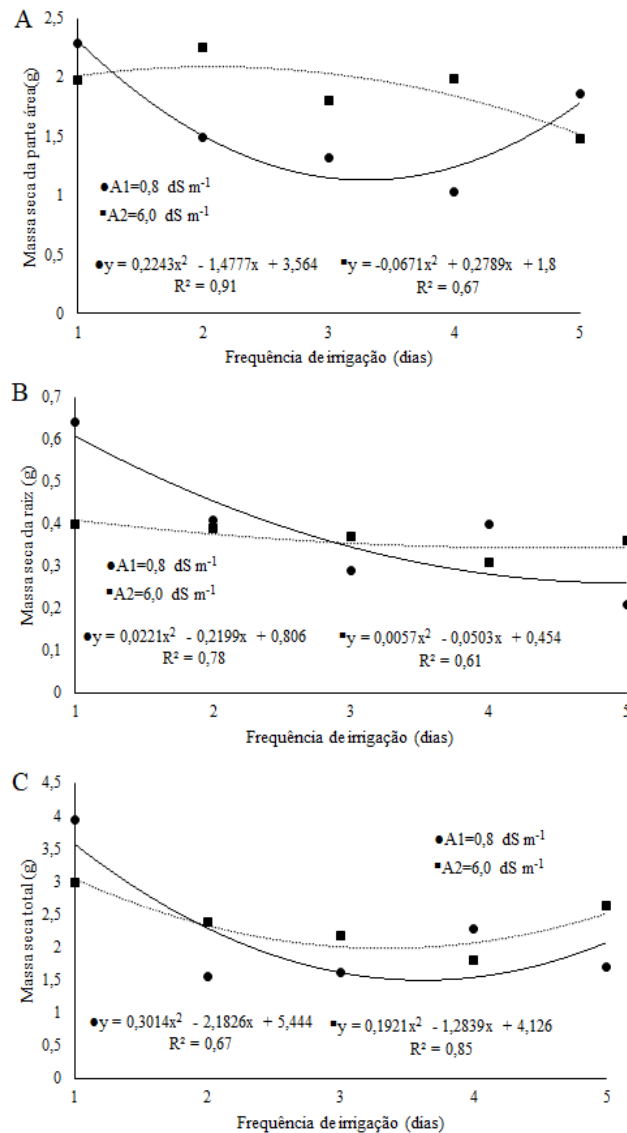 A
Massa seca da parte área(g)
2,5
2
1,5
1
0,5
0
●A1=0,8 dS m⁻¹
■A2=6,0 dS m⁻¹
●y = 0,2243x² - 1,4777x + 3,564
R² = 0,91
■y = -0,0671x² + 0,2789x + 1,8
R² = 0,67
1 2 3 4 5
Frequência de irrigação (dias)
B
Massa seca da raiz (g)
0,7
0,6
0,5
0,4
0,3
0,2
0,1
0
●A1=0,8 dS m⁻¹
■A2=6,0 dS m⁻¹
●y = 0,0221x² - 0,2199x + 0,806
R² = 0,78
■y = 0,0057x² - 0,0503x + 0,454
R² = 0,61
1 2 3 4 5
Frequência de irrigação (dias)
C
Massa seca total (g)
4,5
4
3,5
3
2,5
2
1,5
1
0,5
0
●A1=0,8 dS m⁻¹
■A2=6,0 dS m⁻¹
●y = 0,3014x² - 2,1826x + 5,444
R² = 0,67
■y = 0,1921x² - 1,2839x + 4,126
R² = 0,85
1 2 3 4 5
Frequência de irrigação (dias)